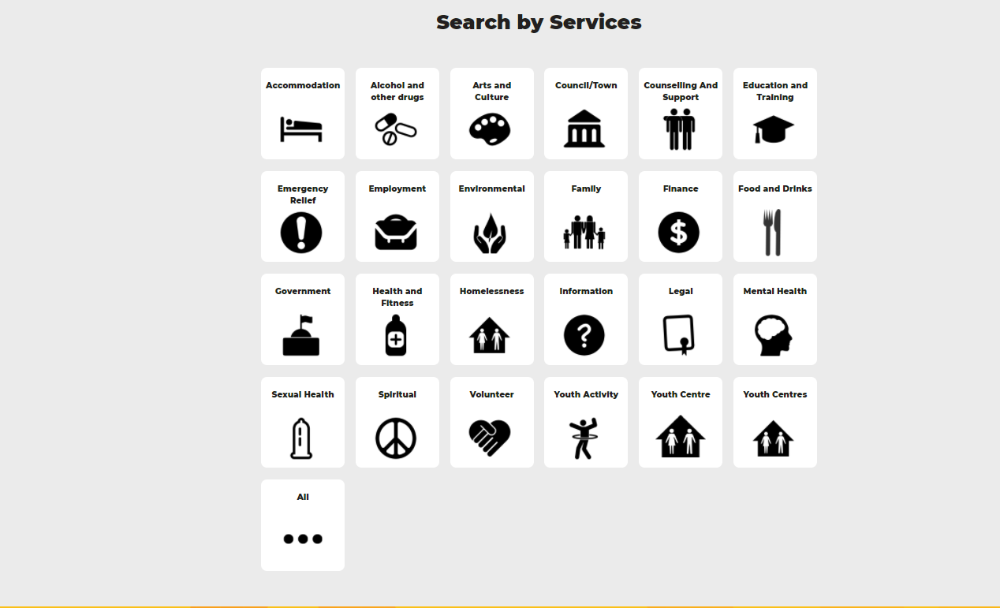 Search by Services
Accommodation
Alcohol and
other drugs
Arts and
Culture
Council/Town
Counselling And
Support
Education and
Training
Emergency
Relief
Employment
Environmental
Family
Finance
$
Food and Drinks
Government
Health and
Fitness
Homelessness
Information
?
Legal
Mental Health
Sexual Health
Spiritual
Volunteer
Youth Activity
Youth Centre
Youth Centres
All